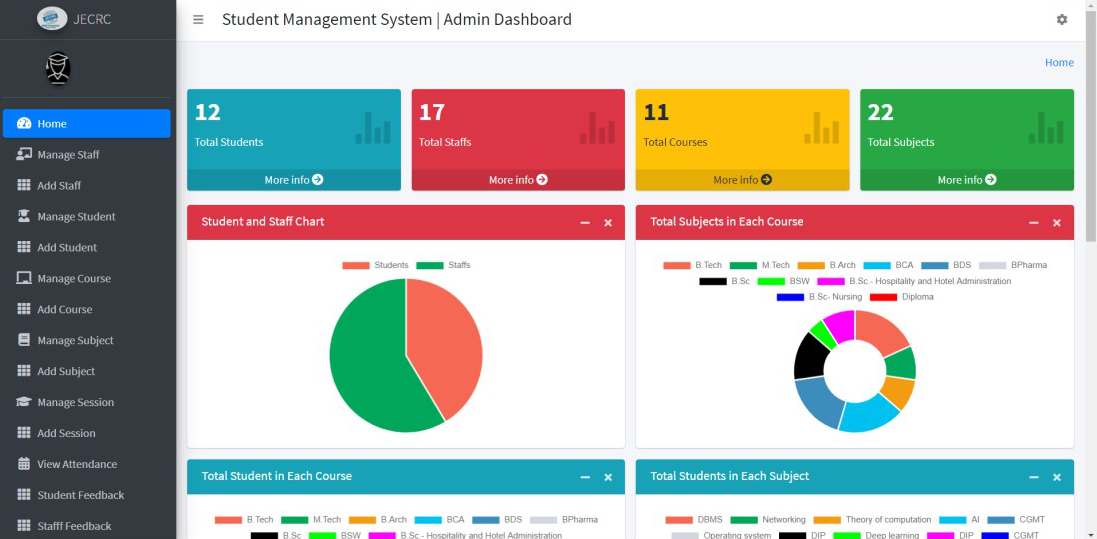 JECRC
Student Management System | Admin Dashboard
Home
Home
Manage Staff
Add Staff
Manage Student
Add Student
Manage Course
Add Course
Manage Subject
Add Subject
Manage Session
Add Session
View Attendance
Student Feedback
Stafff Feedback
12
Total Students
More info
17
Total Staffs
More info
11
Total Courses
More info
22
Total Subjects
More info
Student and Staff Chart
Students Staffs
Total Subjects in Each Course
B.Tech M.Tech B.Arch BCA BDS BPharma
B.Sc BSW B.Sc.- Hospitality and Hotel Administration
B.Sc- Nursing Diploma
Total Student in Each Course
B.Tech M.Tech B.Arch BCA BDS BPharma
B.Sc BSW B.Sc.- Hospitality and Hotel Administration
Total Students in Each Subject
DBMS Networking Theory of computation AI CGMT
Operating system DIP Deep learning DIP CGMT